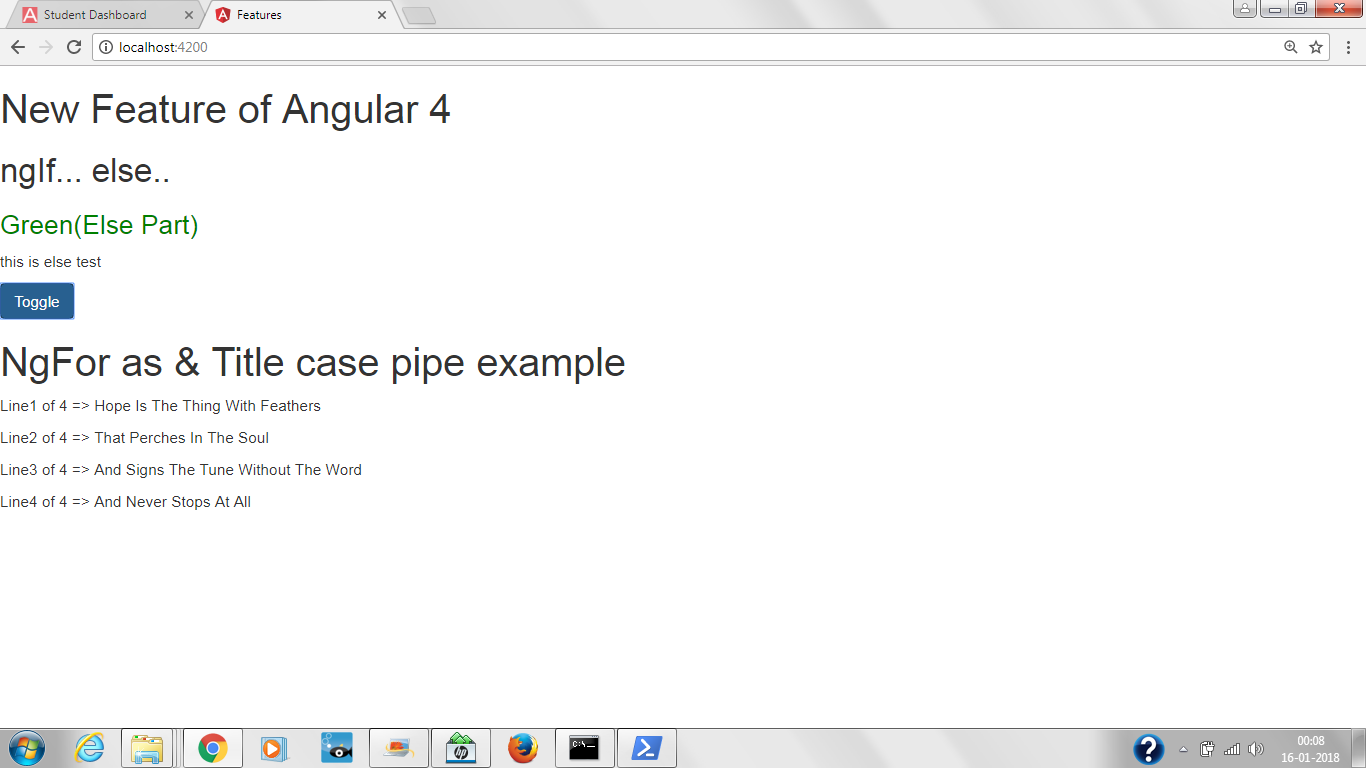 Student Dashboard
Features
localhost:4200
New Feature of Angular 4
ngIf... else..
Green(Else Part)
this is else test
Toggle
NgFor as & Title case pipe example
Line1 of 4 => Hope Is The Thing With Feathers
Line2 of 4 => That Perches In The Soul
Line3 of 4 => And Signs The Tune Without The Word
Line4 of 4 => And Never Stops At All
00:08
16-01-2018